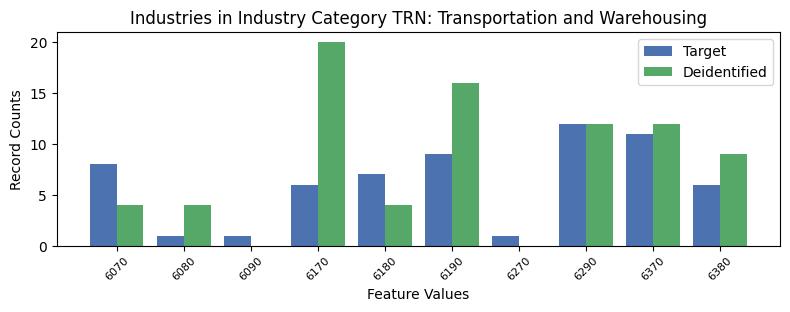 Industries in Industry Category TRN: Transportation and Warehousing
Target
Deidentified
Record Counts
20
15
10
5
0
6070 6080 6090 6170 6180 6190 6270 6290 6370 6380
Feature Values